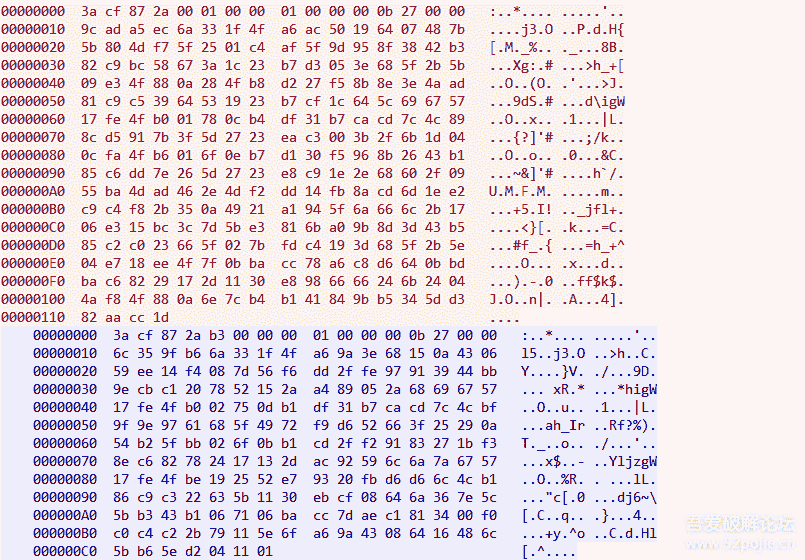 00000000 3a cf 87 2a 00 01 00 00 01 00 00 00 0b 27 00 00 :..*.... .....'..
00000010 9c ad a5 ec 6a 33 1f 4f a6 ac 50 19 64 07 48 7b ....j3.O ..P.d.H{
00000020 5b 80 4d f7 5f 25 01 c4 af 5f 9d 95 8f 38 42 b3 [.M._%.. ._...8B.
00000030 82 c9 bc 58 67 3a 1c 23 b7 d3 05 3e 68 5f 2b 5b ...Xg:.# ...>h_+[
00000040 09 e3 4f 88 0a 28 4f b8 d2 27 f5 8b 8e 3e 4a ad ..O..(O. .'...>J.
00000050 81 c9 c5 39 64 53 19 23 b7 cf 1c 64 5c 69 67 57 ...9dS.# ...d\igW
00000060 17 fe 4f b0 01 78 0c b4 df 31 b7 ca cd 7c 4c 89 ..O..x.. .1...|L.
00000070 8c d5 91 7b 3f 5d 27 23 ea c3 00 3b 2f 6b 1d 04 ...{?]'# ...;/k..
00000080 0c fa 4f b6 01 6f 0e b7 d1 30 f5 96 8b 26 43 b1 ..O..o.. .0...&C.
00000090 85 c6 dd 7e 26 5d 27 23 e8 c9 1e 2e 68 60 2f 09 ...~&]'# ....h`/.
000000A0 55 ba 4d ad 46 2e 4d f2 dd 14 fb 8a cd 6d 1e e2 U.M.F.M. .....m..
000000B0 c9 c4 f8 2b 35 0a 49 21 a1 94 5f 6a 66 6c 2b 17 ...+5.I! .._jfl+.
000000C0 06 e3 15 bc 3c 7d 5b e3 81 6b a0 9b 8d 3d 43 b5 ....<}[. .k...=C.
000000D0 85 c2 c0 23 66 5f 02 7b fd c4 19 3d 68 5f 2b 5e ...#f_.{ ...=h_+^
000000E0 04 e7 18 ee 4f 7f 0b ba cc 78 a6 c8 d6 64 0b bd ....O... .x...d..
000000F0 ba c6 82 29 17 2d 11 30 e8 98 66 66 24 6b 24 04 ...).-.0 ..ff$k$.
00000100 4a f8 4f 88 0a 6e 7c b4 b1 41 84 89 b5 34 5d d3 J.O..n|. .A...4].
00000110 82 aa cc 1d ....
00000000 3a cf 87 2a b3 00 00 00 01 00 00 00 0b 27 00 00 :..*.... .....'..
00000010 6c 35 9f b6 6a 33 1f 4f a6 9a 3e 68 15 0a 43 06 l5..j3.O ..>h..C.
00000020 59 ee 14 f4 08 7d 56 f6 dd 2f fe 97 91 39 44 bb Y....}V. ./...9D.
00000030 9e cb c1 20 78 52 15 2a a4 89 05 2a 68 69 67 57 ... xR.* ...*higW
00000040 17 fe 4f b0 02 75 0d b1 df 31 b7 ca cd 7c 4c bf ..O..u.. .1...|L.
00000050 9f 9e 97 61 68 5f 49 72 f9 d6 52 66 3f 25 29 0a ...ah_Ir ..Rf?%).
00000060 54 b2 5f bb 02 6f 0b b1 cd 2f f2 91 83 27 1b f3 T._..o.. ./...'..
00000070 8e c6 82 78 24 17 13 2d ac 92 59 6c 6a 7a 67 57 ...x$..- ..YljzgW
00000080 17 fe 4f be 19 25 52 e7 93 20 fb d6 d6 6c 4c b1 ..O..%R. . ...lL.
00000090 86 c9 c3 22 63 5b 11 30 eb cf 08 64 6a 36 7e 5c ..."c[.0 ...dj6~\
000000A0 5b b3 43 b1 06 71 06 ba cc 7d ae c1 81 34 00 f0 [.C..q.. .}...4..
000000B0 c0 c4 c2 2b 79 11 5e 6f a6 9a 43 08 64 16 48 6c ...+y.^o ..C.d.Hl
000000C0 5b b6 5e d2 04 11 01 [.^....
吾爱破解论坛
www.52pojie.cn